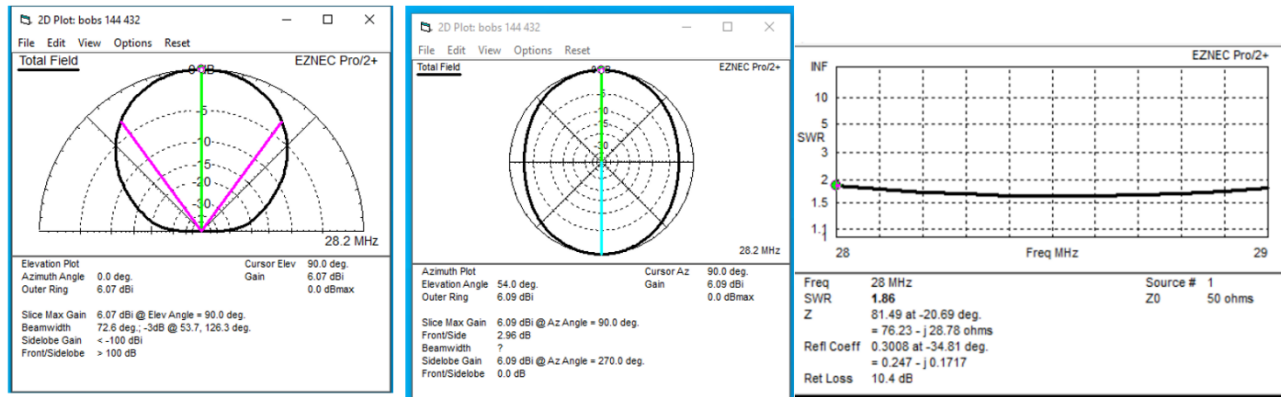 2D Plot: bobs 144 432
File Edit View Options Reset
Total Field
EZNEC Pro/2+
0 dB
-5
-10
-15
-20
-30
28.2 MHz
Elevation Plot
Cursor Elev 90.0 deg.
Azimuth Angle 0.0 deg.
Gain 6.07 dBi
Outer Ring 6.07 dBi
0.0 dBmax
Slice Max Gain 6.07 dBi @ Elev Angle = 90.0 deg.
Beamwidth 72.6 deg.; -3dB @ 53.7, 126.3 deg.
Sidelobe Gain < -100 dBi
Front/Sidelobe > 100 dB
2D Plot: bobs 144 432
File Edit View Options Reset
Total Field
EZNEC Pro/2+
0 dB
-5
-10
-15
-20
-30
28.2 MHz
Azimuth Plot
Cursor Az 90.0 deg.
Elevation Angle 54.0 deg.
Gain 6.09 dBi
Outer Ring 6.09 dBi
0.0 dBmax
Slice Max Gain 6.09 dBi @ Az Angle = 90.0 deg.
Front/Side 2.96 dB
Beamwidth ?
Sidelobe Gain 6.09 dBi @ Az Angle = 270.0 deg.
Front/Sidelobe 0.0 dB
EZNEC Pro/2+
INF
10
5
SWR
3
2
1.5
1.1
1
28 Freq MHz 29
Freq 28 MHz
Source # 1
SWR 1.86
Z0 50 ohms
Z 81.49 at -20.69 deg.
= 76.23 - j 28.78 ohms
Refl Coeff 0.3008 at -34.81 deg.
= 0.247 - j 0.1717
Ret Loss 10.4 dB